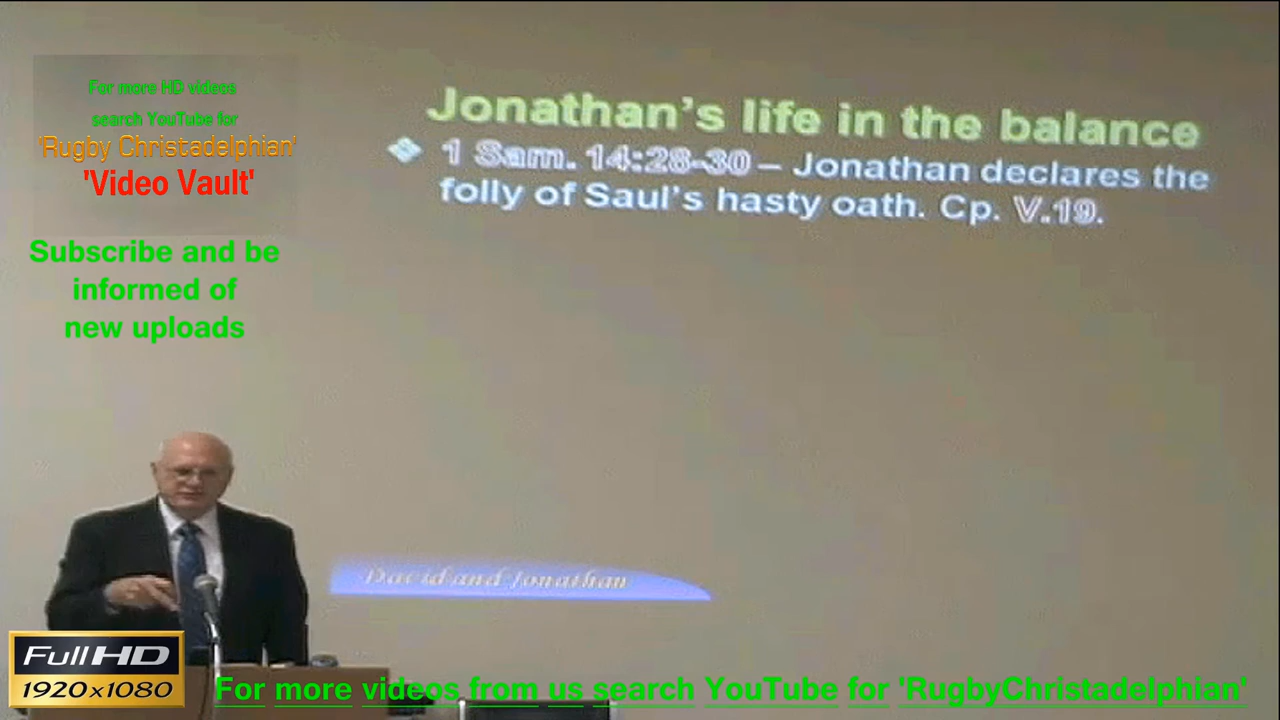 For more HD videos
search YouTube for
'Rugby Christadelphian'
'Video Vault'
Subscribe and be
informed of
new uploads
Jonathan's life in the balance
1 Sam. 14:28-30 – Jonathan declares the
folly of Saul's hasty oath. Cp. V.19.
David and Jonathan
Full HD
1920x1080
For more videos from us search YouTube for 'RugbyChristadelphian'